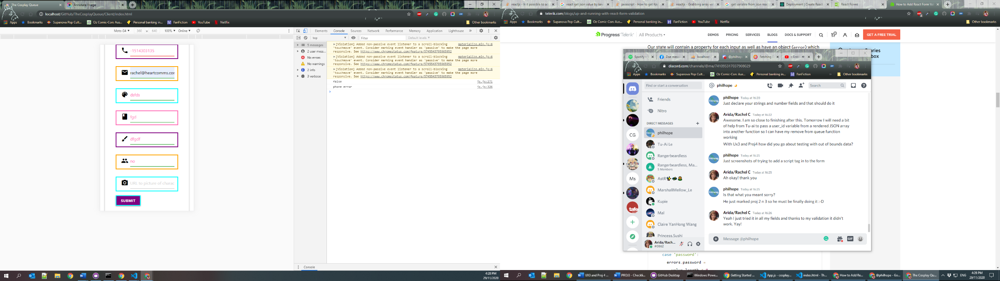 The Cosplay Queue
Annotate Image
localhost/GitHub/TheCosplayQueue/Client/index.html
Apps
Bookmarks
Supanova Pop Cult...
Oz Comic-Con: Aus...
Personal banking in...
FanFiction
YouTube
Netflix
Other bookmarks
Moto G4
360 × 640
100%
Online
-1514303135
rachel@heartcomms.cor
dsfds
fgd
dfgdf
no
URL to picture of charac
SUBMIT
Elements
Console
Sources
Network
Performance
Memory
Application
Lighthouse
top
Filter
Default levels
5 messages
2 user mess...
No errors
No warnings
2 info
3 verbose
[Violation] Added non-passive event listener to a scroll-blocking materialize.min.js:6
'touchmove' event. Consider marking event handler as 'passive' to make the page more
responsive. See https://www.chromestatus.com/feature/5745543795965952
[Violation] Added non-passive event listener to a scroll-blocking materialize.min.js:6
'touchmove' event. Consider marking event handler as 'passive' to make the page more
responsive. See https://www.chromestatus.com/feature/5745543795965952
[Violation] Added non-passive event listener to a scroll-blocking materialize.min.js:6
'touchmove' event. Consider marking event handler as 'passive' to make the page more
responsive. See https://www.chromestatus.com/feature/5745543795965952
false js.js:271
phone error js.js:326
Console
4:28 PM
29/11/2020
reactjs - Is it possible to ac
react get json value by key
javascript - How to get Key
reactjs - Grabbing array val
get variable from json react
Deployment | Create React
React Forms
How to Add React Form Val
telerik.com/blogs/up-and-running-with-react-form-validation
Apps
Bookmarks
Supanova Pop Cult...
Oz Comic-Con: Aus...
Personal banking in...
FanFiction
YouTube
Netflix
Other bookmarks
Progress Telerik
All Products
DEMOS
PRICING
SERVICES
BLOGS
DOCS & SUPPORT
GET A FREE TRIAL
Our state will contain a property for each input as well as have an object (error) which
Spotify –
Zoe mess
localhost
@philhop
Fetching
r/Entit
discord.com/channels/@me/741095317037908029
Apps
Bookmarks
Supanova Pop Cult...
Oz Comic-Con: Aus...
Personal banking in...
FanFiction
Other bookmarks
Find or start a conversation
Friends
Nitro
DIRECT MESSAGES
philhope
Tu-Ai Le
Rangerbeardless
Rangerbeardless, Ma...
5 Members
AstR
MarshallMellow_Le
Kupie
Mal
Claire YanHong Wang
Princess.Sushi
Arida/Rach...
#0862
CG
Ms
tafe
@ philhope
Search
philhope Today at 16:20
Just declare your strings and number fields and that should do it
Arida/Rachel C Today at 16:22
Awesome. I am so close to finishing after this. Tomorrow I will need a bit
of help from Tu-ai to pass a user_id variable from a rendered JSON array
into another function so I can have my remove from queue function
working
With Ux3 and Proj4 how did you go about testing with out of bounds data?
philhope Today at 16:25
Just screenshots of trying to add a script tag in to the form
Arida/Rachel C Today at 16:25
Ah okay! thank you
philhope Today at 16:25
Is that what you meant sorry?
He just marked proj 2 n 3 so he must be finally doing it :-D
Arida/Rachel C Today at 16:26
Yeah I just tried it in all my fields and thanks to my validation it didn't
work. Yay!
Message @philhope
GIF
case 'password':
errors.password =
UX3 and Proj 4 ...
PROJ3 - Checkli...
GitHub Desktop
Windows Powe...
Getting Started ...
App.js - cosplay...
index.html - Th...
How to Add Re...
@philhope - Go...
The Cosplay Qu...
ENG
4:28 PM
29/11/2020